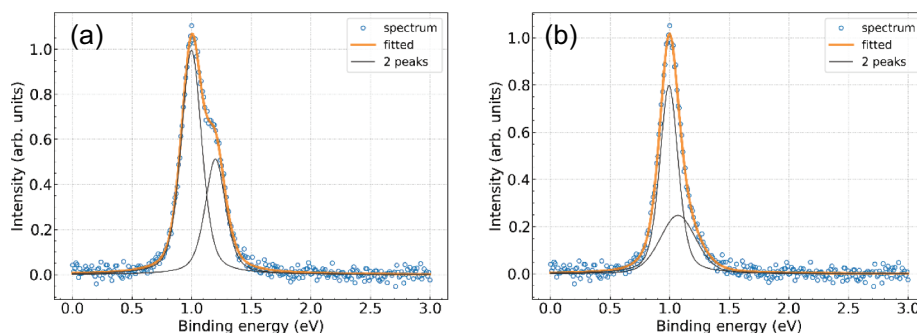 (a)
spectrum
fitted
2 peaks
Intensity (arb. units)
1.0
0.8
0.6
0.4
0.2
0.0
0.0 0.5 1.0 1.5 2.0 2.5 3.0
Binding energy (eV)
(b)
spectrum
fitted
2 peaks
Intensity (arb. units)
1.0
0.8
0.6
0.4
0.2
0.0
0.0 0.5 1.0 1.5 2.0 2.5 3.0
Binding energy (eV)